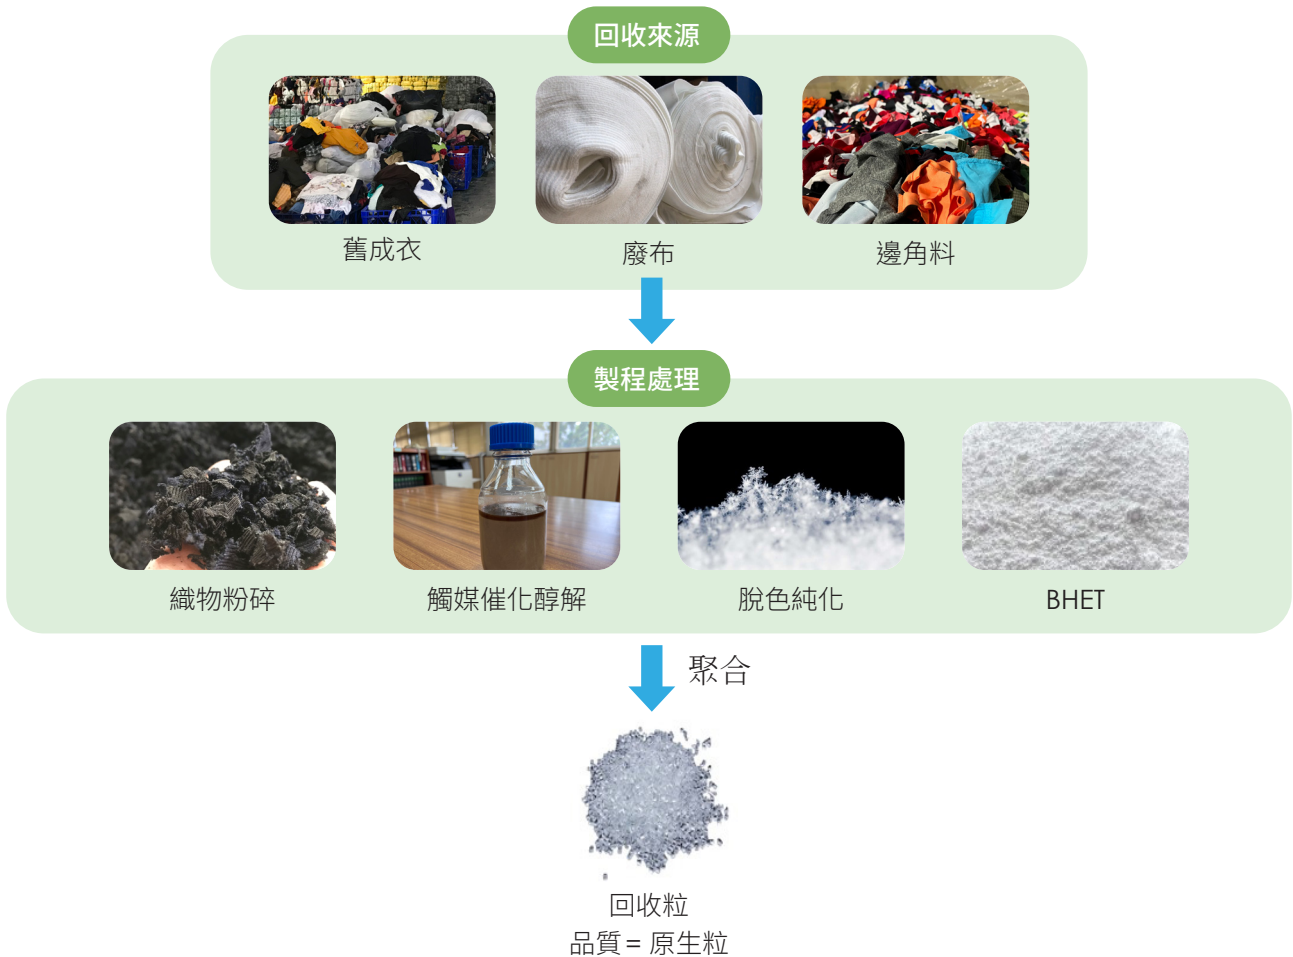 回收來源
舊成衣
廢布
邊角料
製程處理
織物粉碎
觸媒催化醇解
脫色純化
BHET
聚合
回收粒
品質 = 原生粒